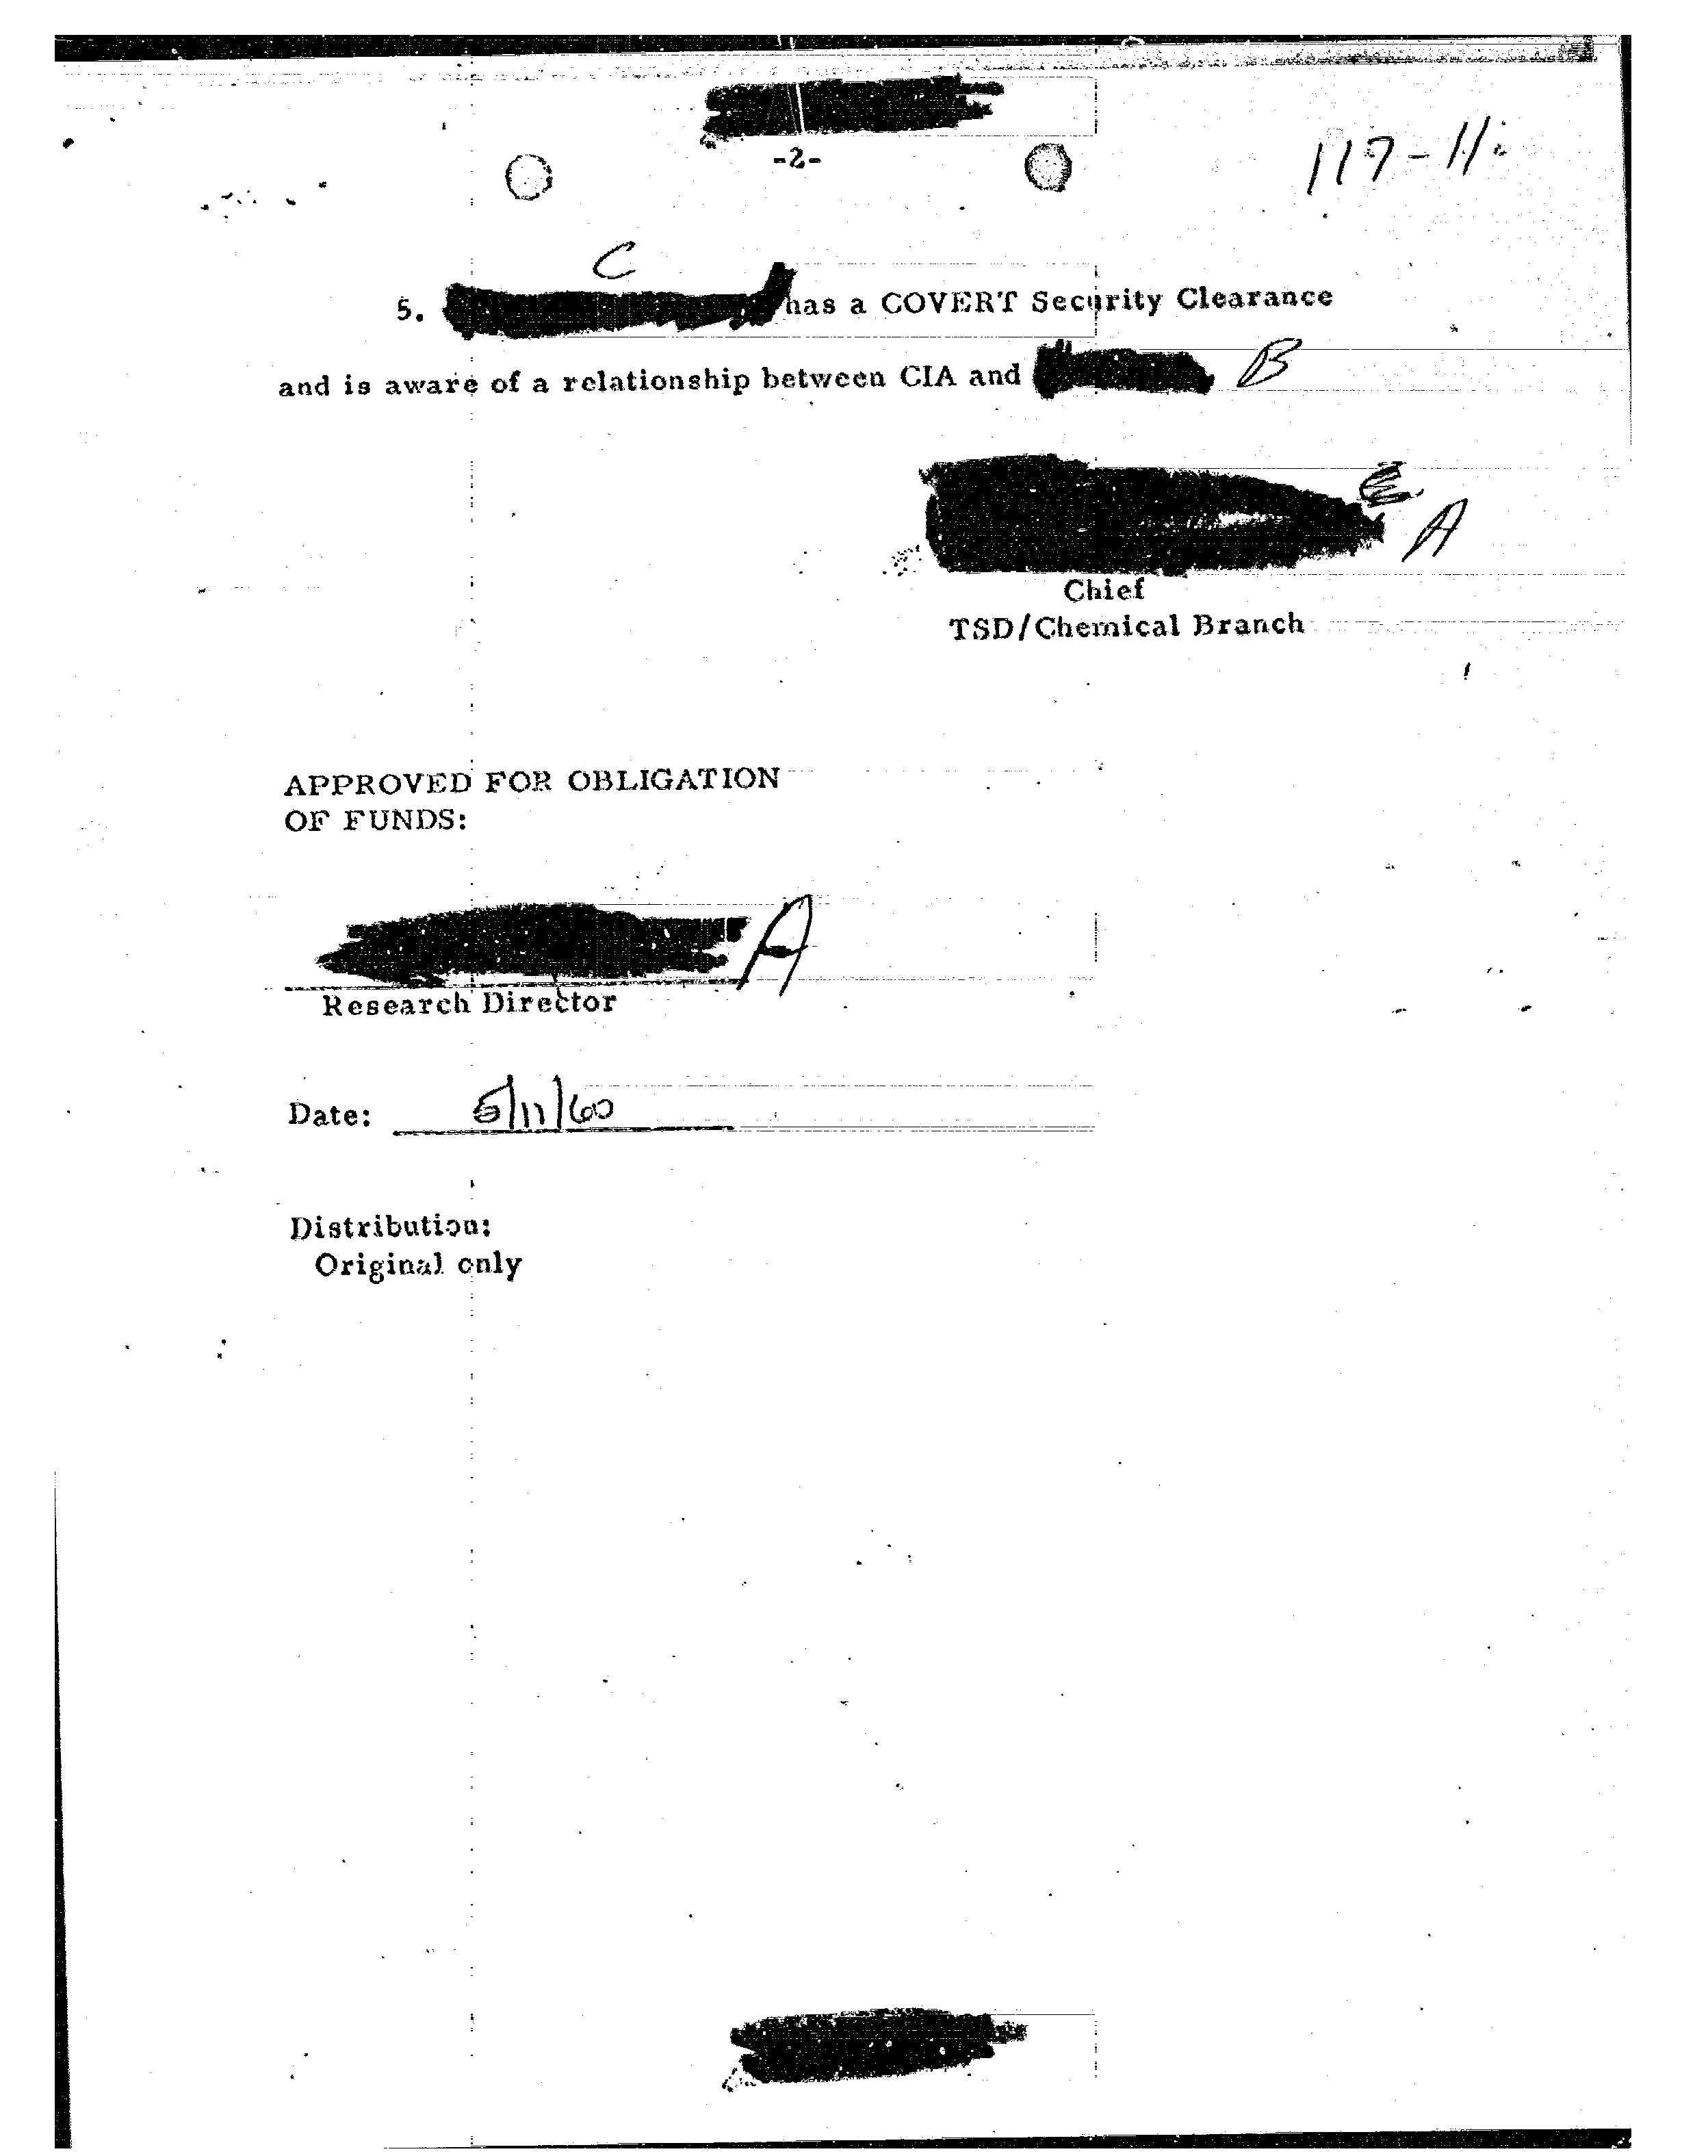 -2-
117-11
C
5. has a COVERT Security Clearance
and is aware of a relationship between CIA and B
A
Chief
TSD/Chemical Branch
APPROVED FOR OBLIGATION
OF FUNDS:
A
Research Director
Date: 5/11/60
Distribution:
Original only